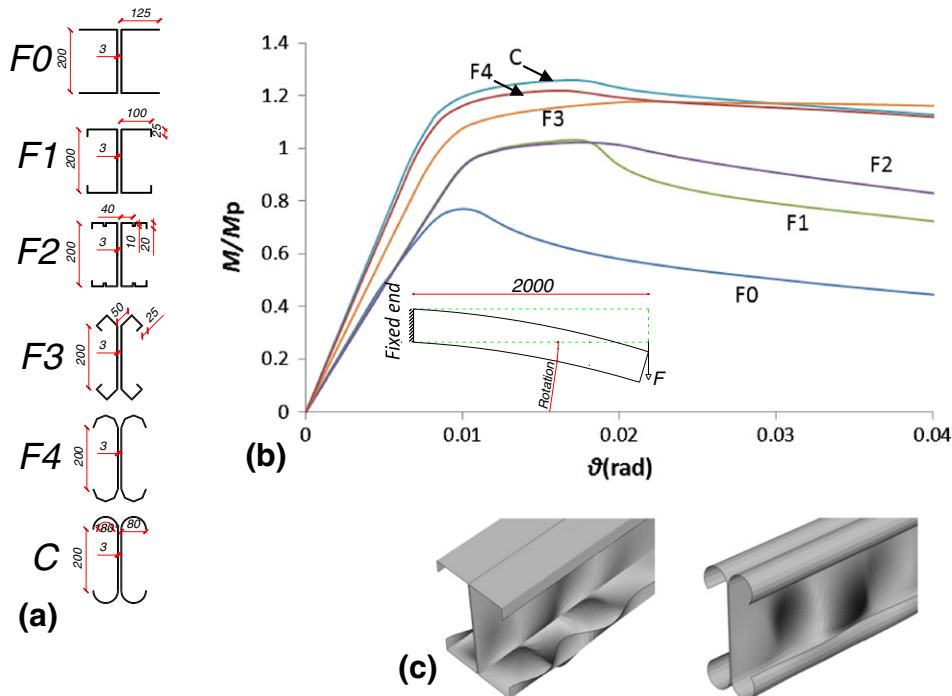 F0
125
200
3
F1
100
25
200
3
F2
40
200
3
10
20
F3
50
25
200
3
F4
200
3
C
180°
80
200
3
(a)
M/Mp
1.4
1.2
1
0.8
0.6
0.4
0.2
0
0
0.01
0.02
0.03
0.04
ϑ(rad)
C
F4
F3
F2
F1
F0
2000
Fixed end
Rotation
F
(b)
(c)